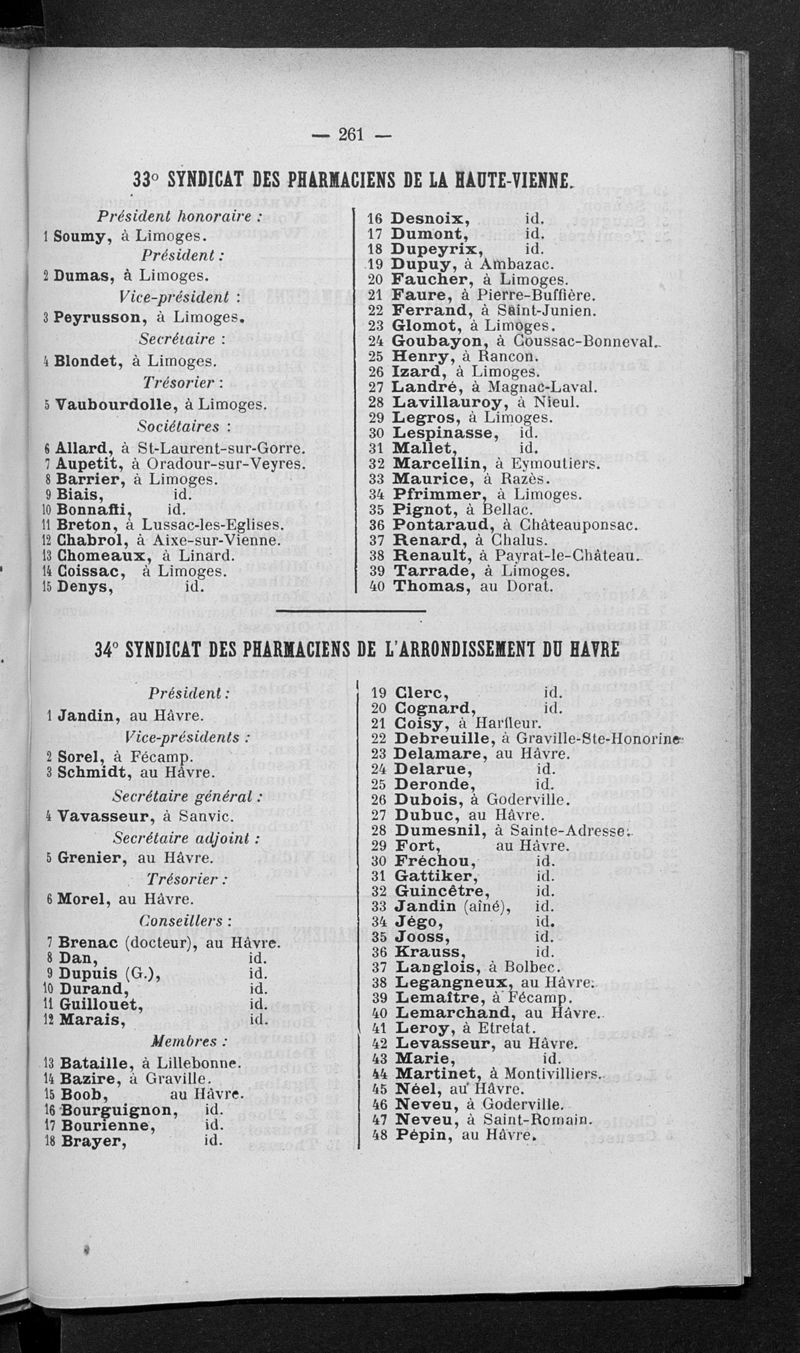 — 261 —
33º SYNDICAT DES PHARMACIENS DE LA HAUTE-VIENNE.
Président honoraire :
1 Soumy, à Limoges.
Président :
2 Dumas, à Limoges.
Vice-président :
3 Peyrusson, à Limoges.
Secrétaire :
4 Blondet, à Limoges.
Trésorier :
5 Vaubourdolle, à Limoges.
Sociétaires :
6 Allard, à St-Laurent-sur-Gorre.
7 Aupetit, à Oradour-sur-Veyres.
8 Barrier, à Limoges.
9 Biais, id.
10 Bonnaffi, id.
11 Breton, à Lussac-les-Eglises.
12 Chabrol, à Aixe-sur-Vienne.
13 Chomeaux, à Linard.
14 Coissac, à Limoges.
15 Denys, id.
16 Desnoix, id.
17 Dumont, id.
18 Dupeyrix, id.
19 Dupuy, à Ambazac.
20 Faucher, à Limoges.
21 Faure, à Pierre-Buffière.
22 Ferrand, à Saint-Junien.
23 Glomot, à Limoges.
24 Goubayon, à Coussac-Bonneval.
25 Henry, à Rancon.
26 Izard, à Limoges.
27 Landré, à Magnac-Laval.
28 Lavillauroy, à Nieul.
29 Legros, à Limoges.
30 Lespinasse, id.
31 Mallet, id.
32 Marcellin, à Eymoutiers.
33 Maurice, à Razès.
34 Pfrimmer, à Limoges.
35 Pignot, à Bellac.
36 Pontaraud, à Châteauponsac.
37 Renard, à Chalus.
38 Renault, à Payrat-le-Château.
39 Tarrade, à Limoges.
40 Thomas, au Dorat.
34º SYNDICAT DES PHARMACIENS DE L'ARRONDISSEMENT DU HAVRE
Président :
1 Jandin, au Hâvre.
Vice-présidents :
2 Sorel, à Fécamp.
3 Schmidt, au Hâvre.
Secrétaire général :
4 Vavasseur, à Sanvic.
Secrétaire adjoint :
5 Grenier, au Hâvre.
Trésorier :
6 Morel, au Hâvre.
Conseillers :
7 Brenac (docteur), au Hâvre.
8 Dan, id.
9 Dupuis (G.), id.
10 Durand, id.
11 Guillouet, id.
12 Marais, id.
Membres :
13 Bataille, à Lillebonne.
14 Bazire, à Graville.
15 Boob, au Hâvre.
16 Bourguignon, id.
17 Bourienne, id.
18 Brayer, id.
19 Clerc, id.
20 Cognard, id.
21 Coisy, à Harfleur.
22 Debreuille, à Graville-Ste-Honorine
23 Delamare, au Hâvre.
24 Delarue, id.
25 Deronde, id.
26 Dubois, à Goderville.
27 Dubuc, au Hâvre.
28 Dumesnil, à Sainte-Adresse.
29 Fort, au Hâvre.
30 Fréchou, id.
31 Gattiker, id.
32 Guincêtre, id.
33 Jandin (aîné), id.
34 Jégo, id.
35 Jooss, id.
36 Krauss, id.
37 Langlois, à Bolbec.
38 Legangneux, au Hâvre.
39 Lemaître, à Fécamp.
40 Lemarchand, au Hâvre.
41 Leroy, à Etretat.
42 Levasseur, au Hâvre.
43 Marie, id.
44 Martinet, à Montivilliers.
45 Néel, au Hâvre.
46 Neveu, à Goderville.
47 Neveu, à Saint-Romain.
48 Pépin, au Hâvre.